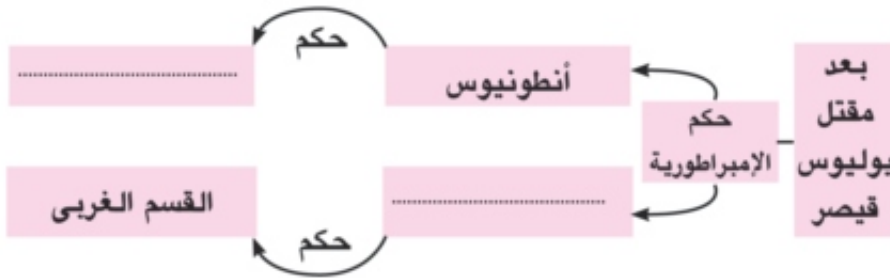 بعد
مقتل
يوليوس
قيصر
حكم
الإمبراطورية
أنطونيوس
حكم
................................................
................................................
حكم
القسم الغربى